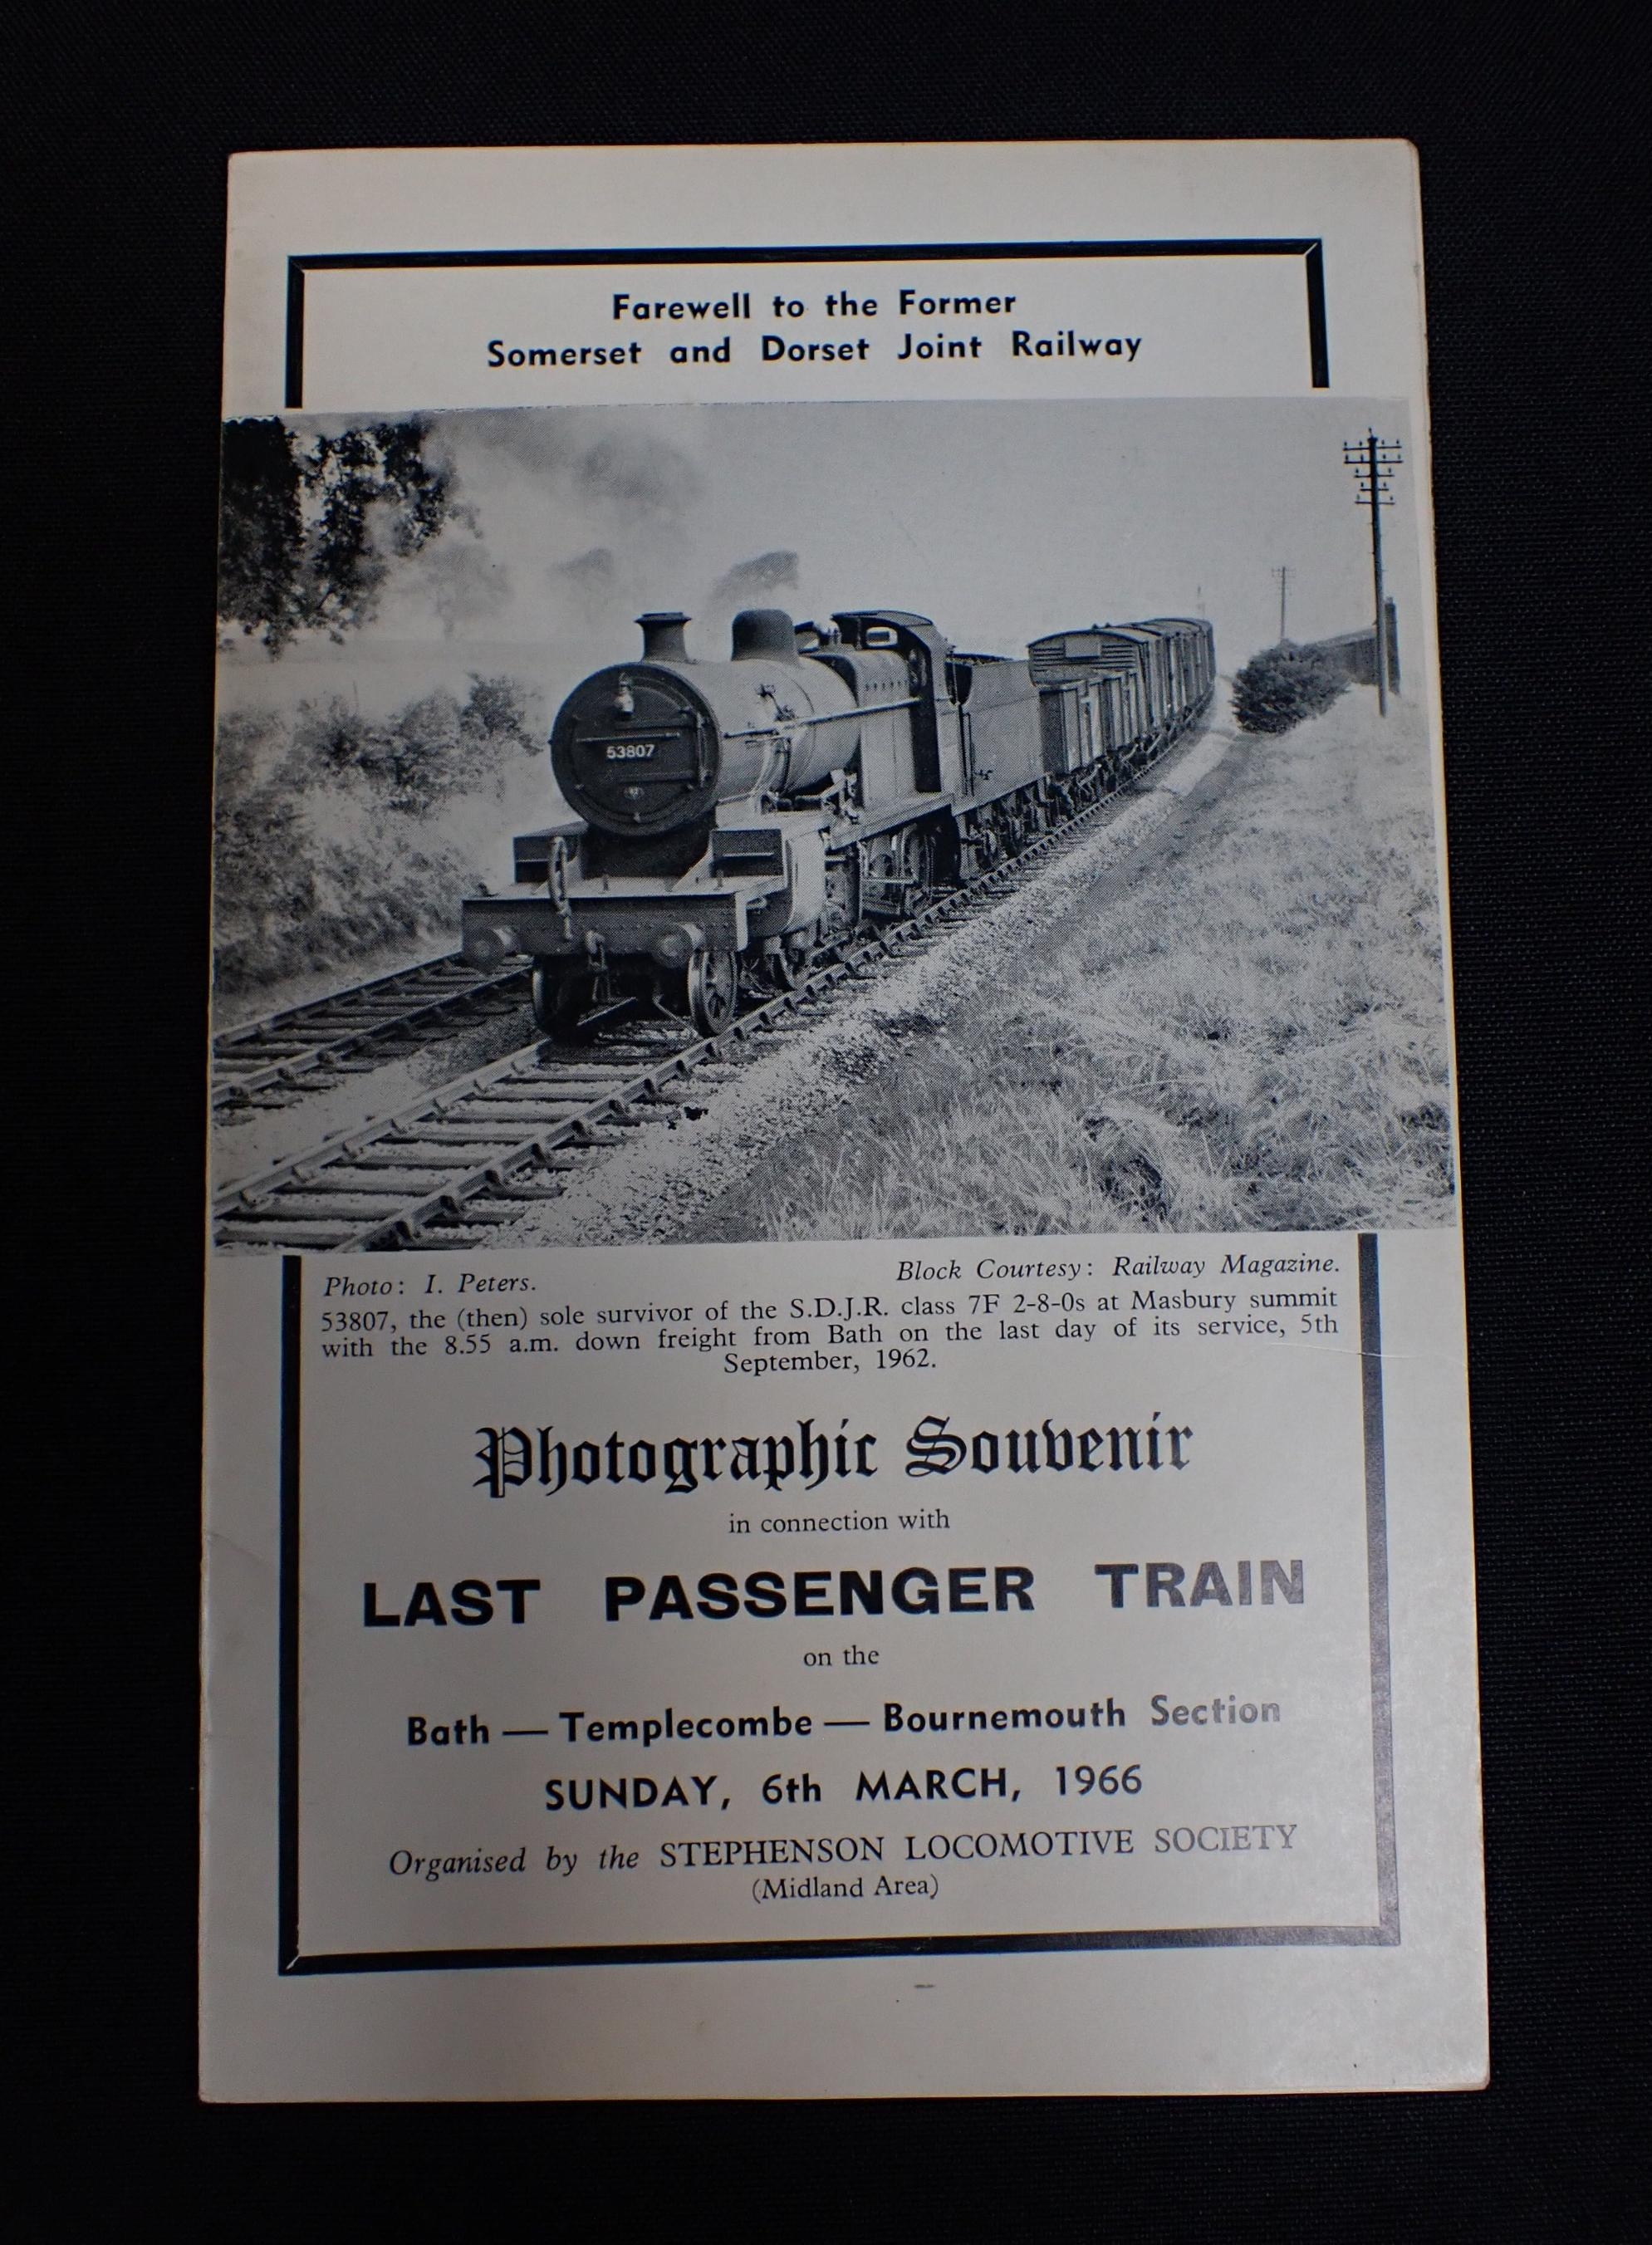 Farewell to the Former
Somerset and Dorset Joint Railway
53807
Photo: I. Peters. Block Courtesy: Railway Magazine.
53807, the (then) sole survivor of the S.D.J.R. class 7F 2-8-0s at Masbury summit
with the 8.55 a.m. down freight from Bath on the last day of its service, 5th
September, 1962.
Photographic Souvenir
in connection with
LAST PASSENGER TRAIN
on the
Bath — Templecombe — Bournemouth Section
SUNDAY, 6th MARCH, 1966
Organised by the STEPHENSON LOCOMOTIVE SOCIETY
(Midland Area)